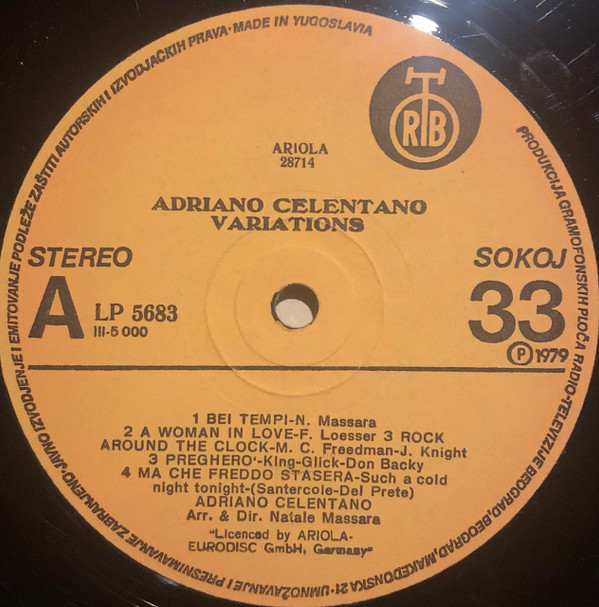 PRODUKCIJA GRAMOFONSKIH PLOČA RADIO-TELEVIZIJE BEOGRAD, BEOGRAD, MAKEDONSKA 21 · UMNOŽAVANJE I PRESNIMAVANJE ZABRANJENO · JAVNO IZVODJENJE I EMITOVANJE PODLEŽE ZAŠTITI AUTORSKIH I IZVODJAČKIH PRAVA · MADE IN YUGOSLAVIA
RTB
ARIOLA
28714
ADRIANO CELENTANO
VARIATIONS
STEREO
SOKOJ
A
LP 5683
III-5 000
33
Ⓟ 1979
1 BEI TEMPI-N. Massara
2 A WOMAN IN LOVE-F. Loesser 3 ROCK
AROUND THE CLOCK-M. C. Freedman-J. Knight
3 PREGHERO'-King-Glick-Don Backy
4 MA CHE FREDDO STASERA-Such a cold
night tonight-(Santercole-Del Prete)
ADRIANO CELENTANO
Arr. & Dir. Natale Massara
"Licenced by ARIOLA-
EURODISC GmbH, Germany"